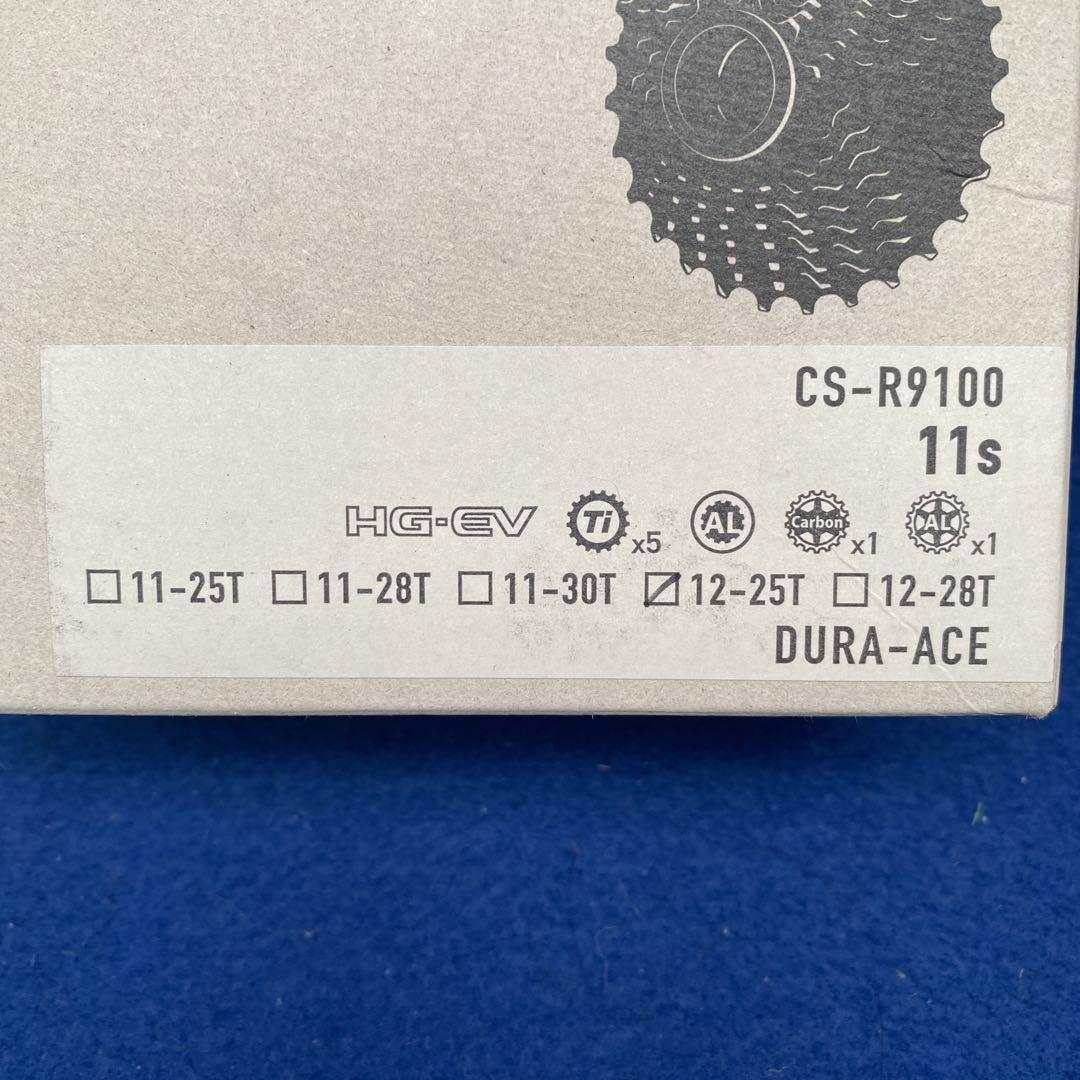 CS-R9100
11s
HG-EV Ti x5 AL Carbon x1 AL x1
11-25T 11-28T 11-30T 12-25T 12-28T
DURA-ACE